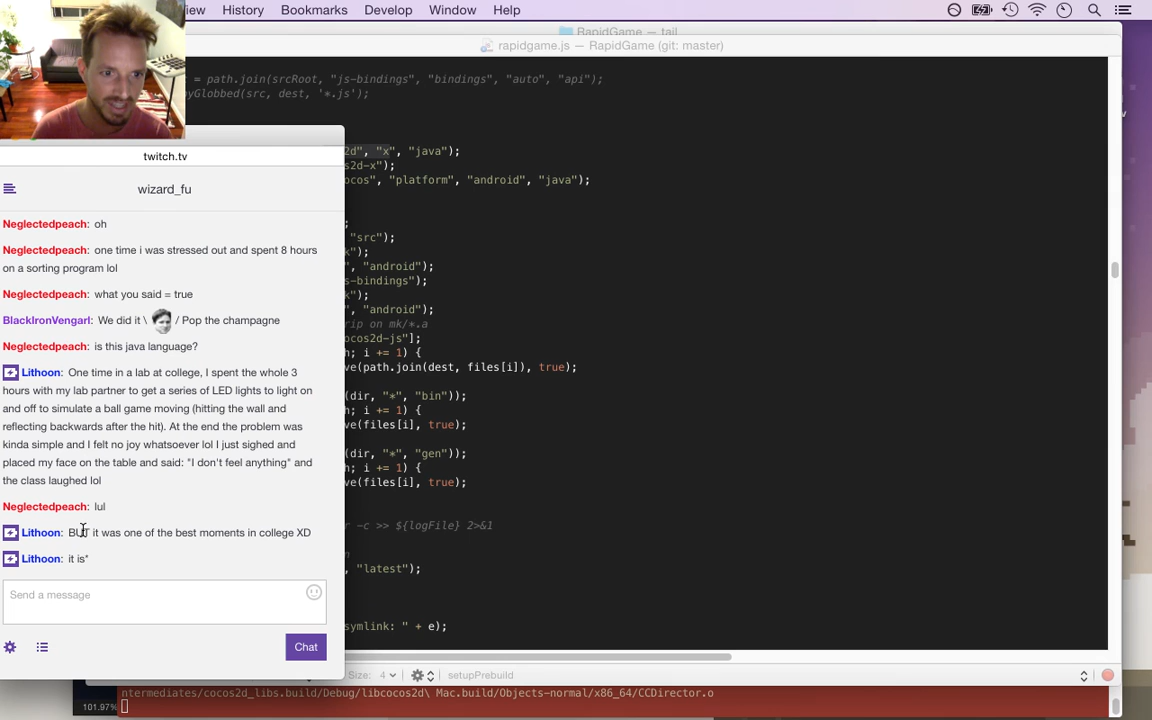 iew History Bookmarks Develop Window Help
RapidGame — tail
rapidgame.js — RapidGame (git: master)
= path.join(srcRoot, "js-bindings", "bindings", "auto", "api");
yGlobbed(src, dest, '*.js');
twitch.tv
wizard_fu
Neglectedpeach: oh
Neglectedpeach: one time i was stressed out and spent 8 hours
on a sorting program lol
Neglectedpeach: what you said = true
BlackIronVengarl: We did it \ / Pop the champagne
Neglectedpeach: is this java language?
Lithoon: One time in a lab at college, I spent the whole 3
hours with my lab partner to get a series of LED lights to light on
and off to simulate a ball game moving (hitting the wall and
reflecting backwards after the hit). At the end the problem was
kinda simple and I felt no joy whatsoever lol I just sighed and
placed my face on the table and said: "I don't feel anything" and
the class laughed lol
Neglectedpeach: lul
Lithoon: BUT it was one of the best moments in college XD
Lithoon: it is*
Send a message
Chat
2d", "x", "java");
s2d-x");
ocos", "platform", "android", "java");
;
"src");
k");
, "android");
s-bindings");
k");
, "android");
rip on mk/*.a
ocos2d-js"];
h; i += 1) {
ve(path.join(dest, files[i]), true);
(dir, "*", "bin"));
h; i += 1) {
ve(files[i], true);
(dir, "*", "gen"));
h; i += 1) {
ve(files[i], true);
r -c >> ${logFile} 2>&1
n
, "latest");
symlink: " + e);
Size: 4 setupPrebuild
ntermediates/cocos2d_libs.build/Debug/libcocos2d\ Mac.build/Objects-normal/x86_64/CCDirector.o
101.97%